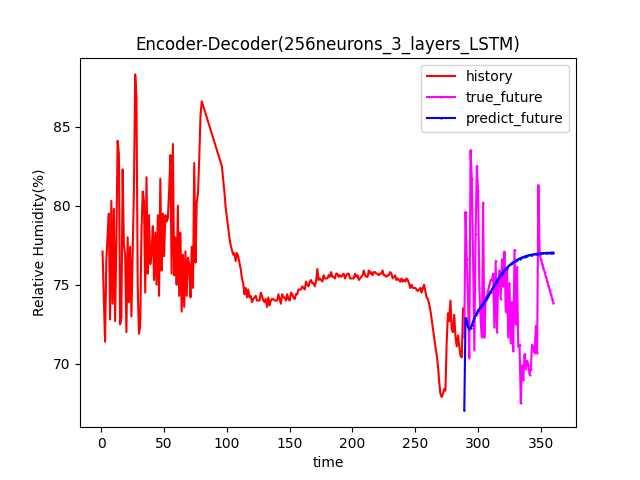 Encoder-Decoder(256neurons_3_layers_LSTM)
history
true_future
predict_future
85
80
75
70
Relative Humidity(%)
0 50 100 150 200 250 300 350
time